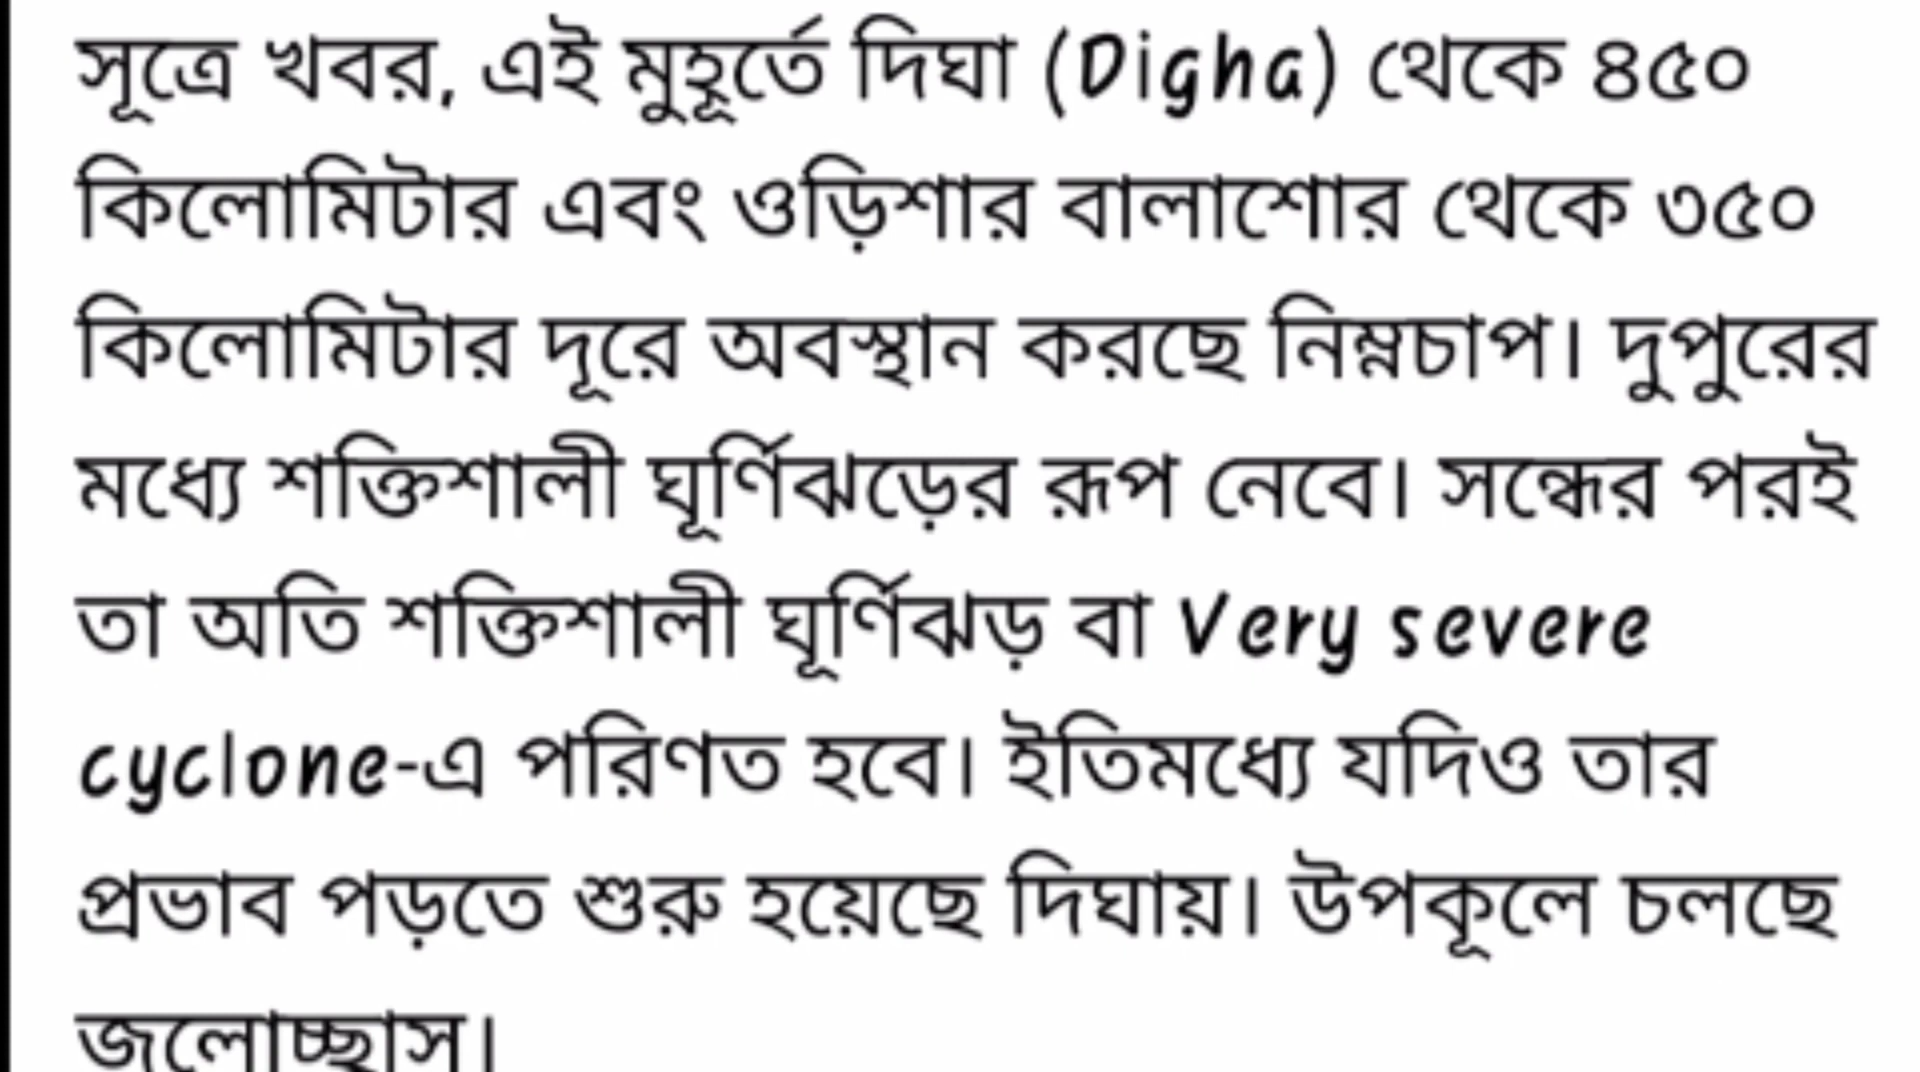 সূত্রে খবর, এই মুহূর্তে দিঘা (Digha) থেকে ৪৫০
কিলোমিটার এবং ওড়িশার বালাশোর থেকে ৩৫০
কিলোমিটার দূরে অবস্থান করছে নিম্নচাপ। দুপুরের
মধ্যে শক্তিশালী ঘূর্ণিঝড়ের রূপ নেবে। সন্ধের পরই
তা অতি শক্তিশালী ঘূর্ণিঝড় বা Very severe
cyclone-এ পরিণত হবে। ইতিমধ্যে যদিও তার
প্রভাব পড়তে শুরু হয়েছে দিঘায়। উপকূলে চলছে
জলোচ্ছাস।